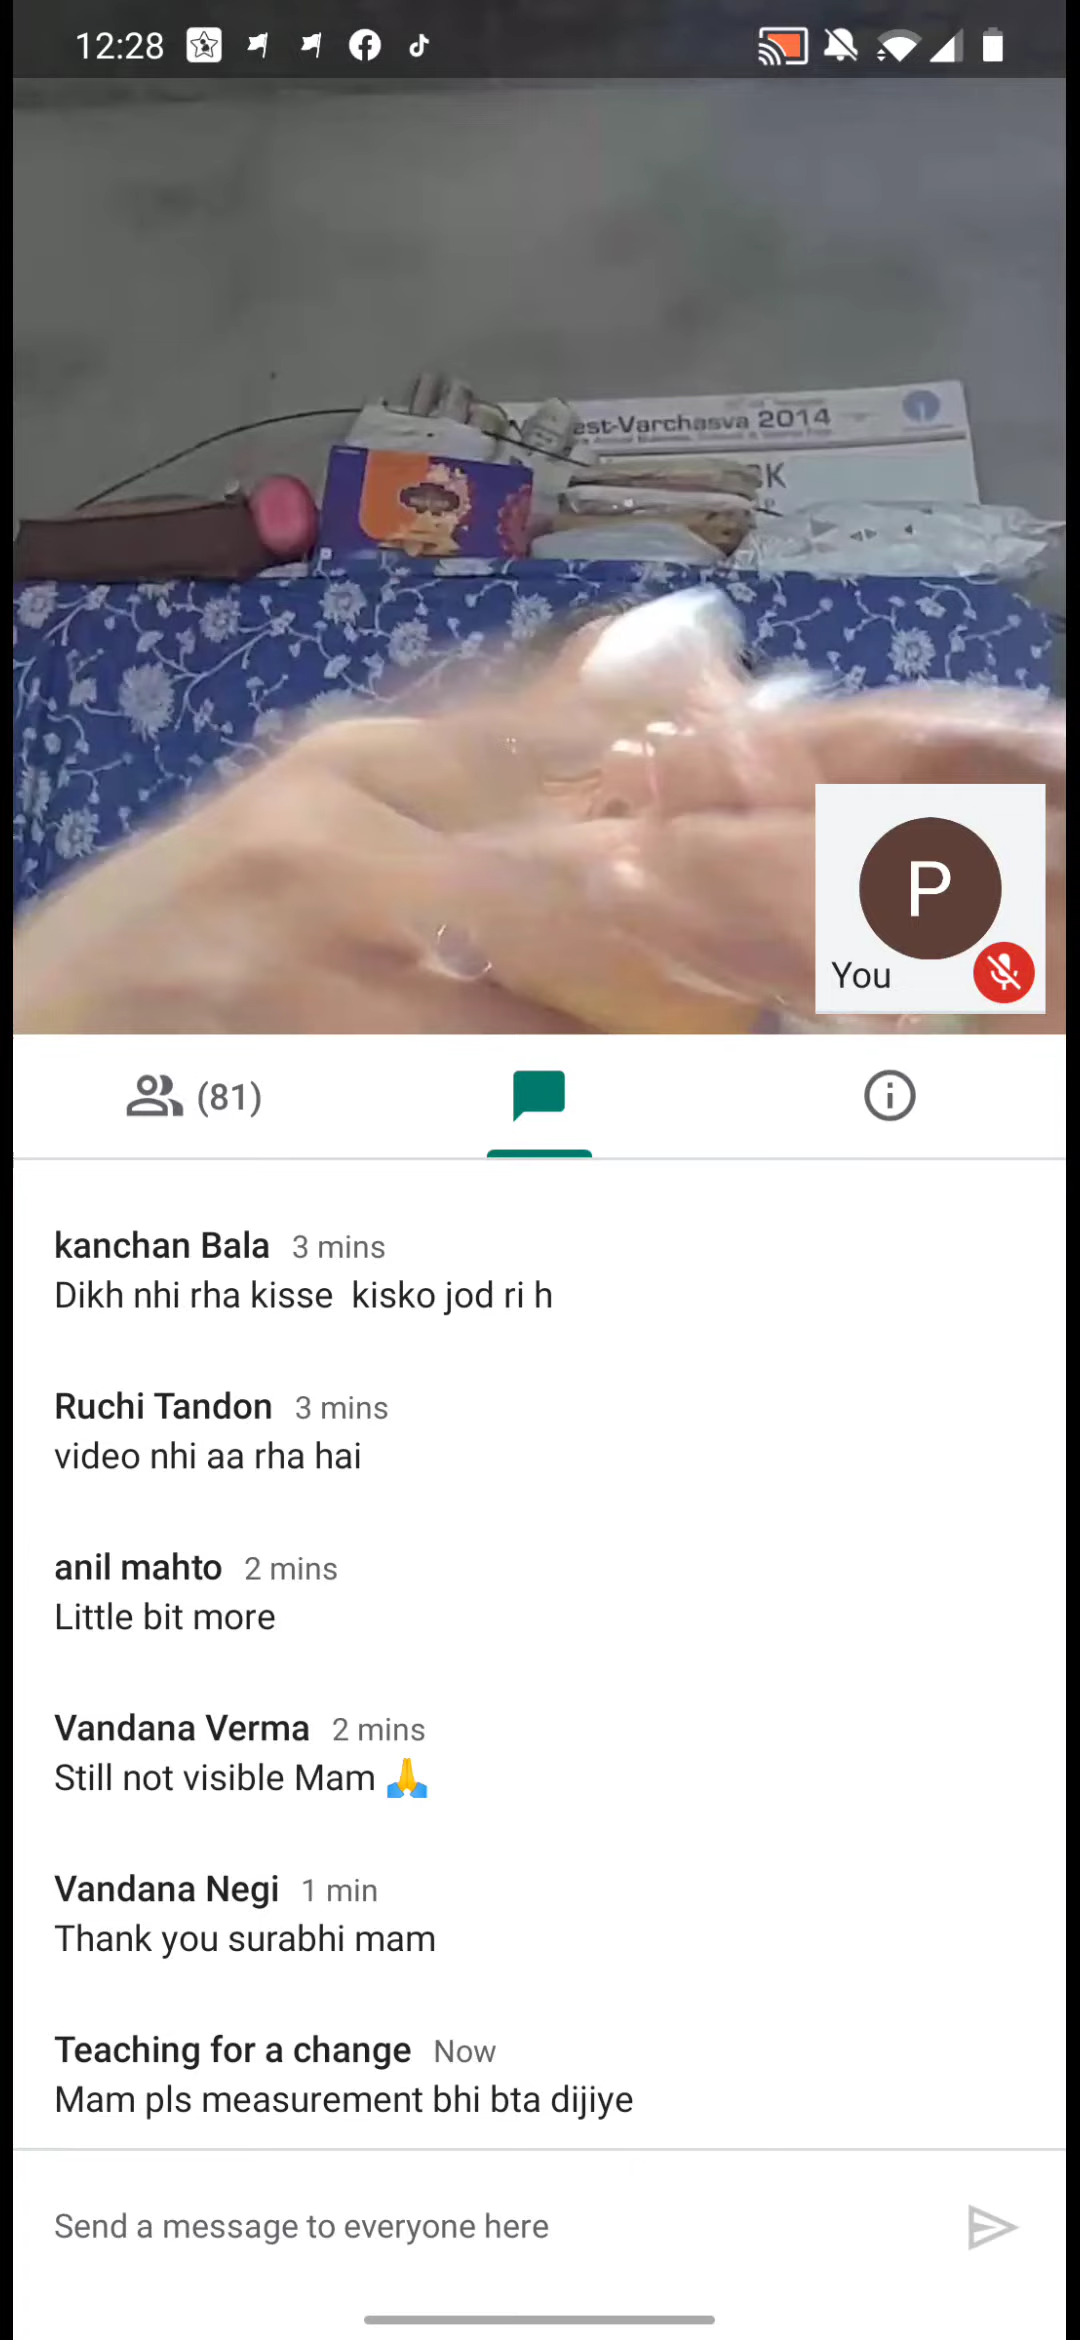 12:28
est-Varchasva 2014
K
P
You
(81)
kanchan Bala 3 mins
Dikh nhi rha kisse kisko jod ri h
Ruchi Tandon 3 mins
video nhi aa rha hai
anil mahto 2 mins
Little bit more
Vandana Verma 2 mins
Still not visible Mam 🙏
Vandana Negi 1 min
Thank you surabhi mam
Teaching for a change Now
Mam pls measurement bhi bta dijiye
Send a message to everyone here